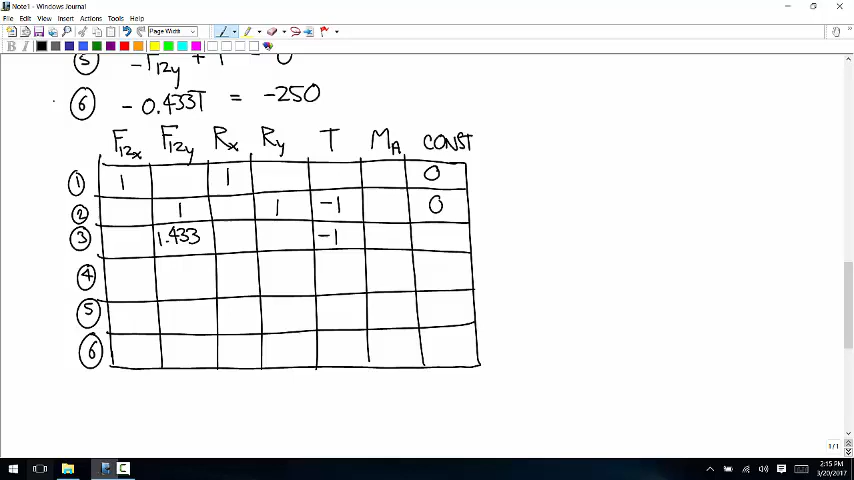 Note1 - Windows Journal
File Edit View Insert Actions Tools Help
Page Width
B I
5 -F12y + T = 0
6 -0.433T = -250
F12x F12y Rx Ry T MA CONST
1 1 1 0
2 1 1 -1 0
3 1.433 -1
4
5
6
1/1
2:15 PM
3/20/2017